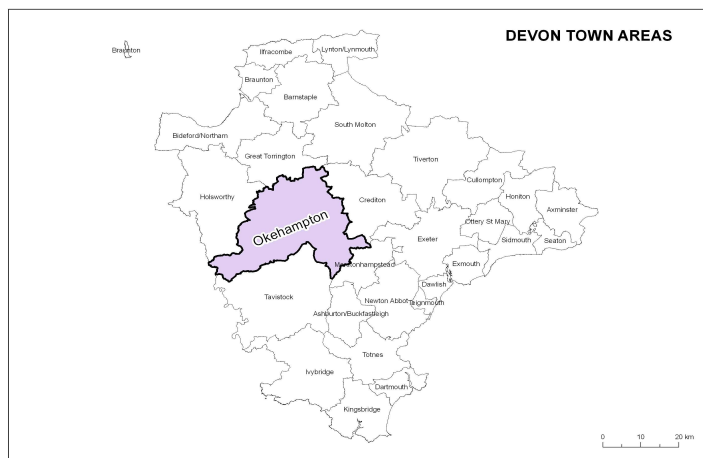 DEVON TOWN AREAS
Braunton
Ilfracombe
Lynton/Lynmouth
Braunton
Barnstaple
South Molton
Bideford/Northam
Great Torrington
Tiverton
Holsworthy
Crediton
Cullompton
Honiton
Axminster
Okehampton
Exeter
Ottery St Mary
Sidmouth
Seaton
Moretonhampstead
Exmouth
Tavistock
Newton Abbot
Dawlish
Teignmouth
Ashburton/Buckfastleigh
Totnes
Ivybridge
Dartmouth
Kingsbridge
0 10 20 km